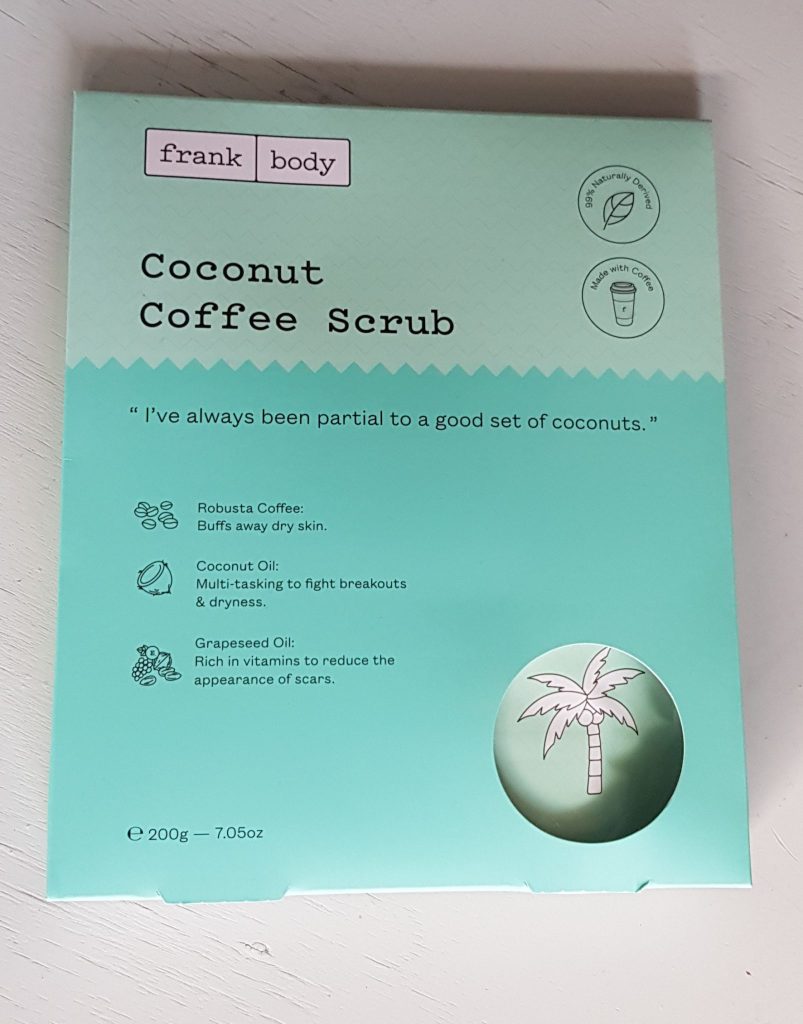 frank body
99% Naturally Derived
Made with Coffee
f
Coconut
Coffee Scrub
“ I’ve always been partial to a good set of coconuts. ”
Robusta Coffee:
Buffs away dry skin.
Coconut Oil:
Multi-tasking to fight breakouts
& dryness.
E
Grapeseed Oil:
Rich in vitamins to reduce the
appearance of scars.
℮ 200g — 7.05oz